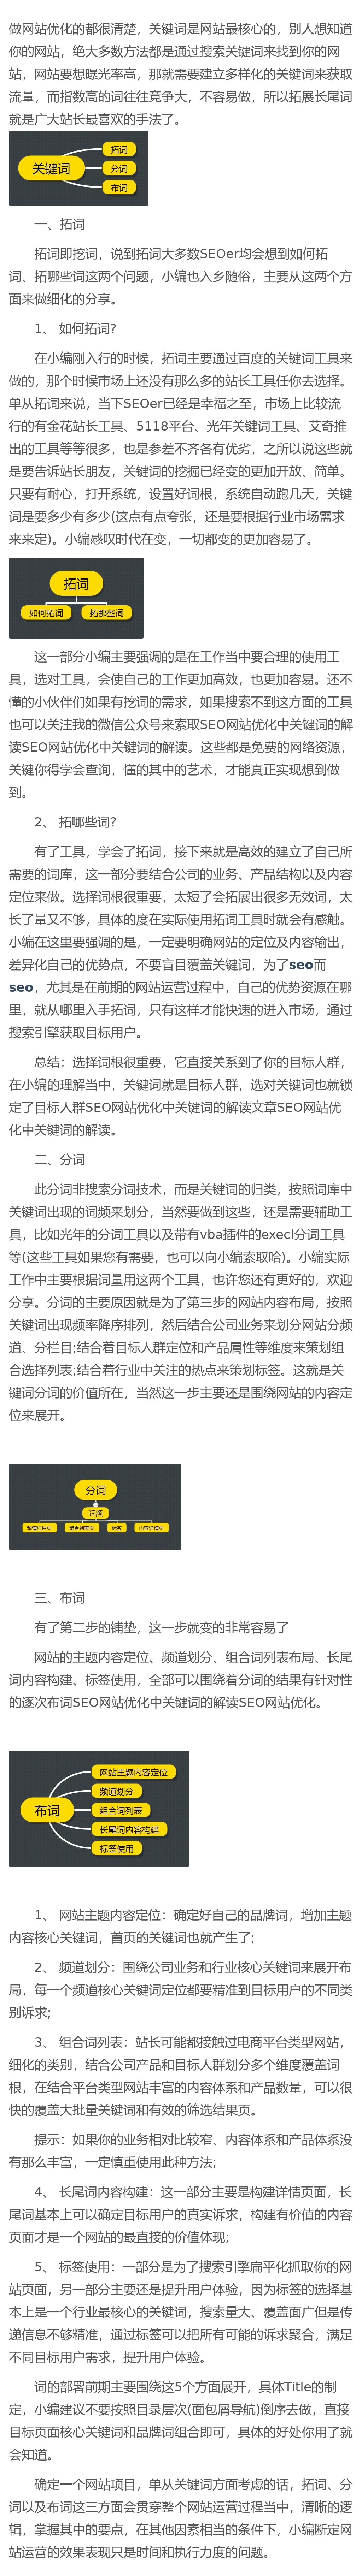 做网站优化的都很清楚，关键词是网站最核心的，别人想知道
你的网站，绝大多数方法都是通过搜索关键词来找到你的网
站，网站要想曝光率高，那就需要建立多样化的关键词来获取
流量，而指数高的词往往竞争大，不容易做，所以拓展长尾词
就是广大站长最喜欢的手法了。
关键词
拓词
分词
布词
一、拓词
拓词即挖词，说到拓词大多数SEOer均会想到如何拓
词、拓哪些词这两个问题，小编也入乡随俗，主要从这两个方
面来做细化的分享。
1、 如何拓词?
在小编刚入行的时候，拓词主要通过百度的关键词工具来
做的，那个时候市场上还没有那么多的站长工具任你去选择。
单从拓词来说，当下SEOer已经是幸福之至，市场上比较流
行的有金花站长工具、5118平台、光年关键词工具、艾奇推
出的工具等等很多，也是参差不齐各有优劣，之所以说这些就
是要告诉站长朋友，关键词的挖掘已经变的更加开放、简单。
只要有耐心，打开系统，设置好词根，系统自动跑几天，关键
词是要多少有多少(这点有点夸张，还是要根据行业市场需求
来来定)。小编感叹时代在变，一切都变的更加容易了。
拓词
如何拓词
拓那些词
这一部分小编主要强调的是在工作当中要合理的使用工
具，选对工具，会使自己的工作更加高效，也更加容易。还不
懂的小伙伴们如果有挖词的需求，如果搜索不到这方面的工具
也可以关注我的微信公众号来索取SEO网站优化中关键词的解
读SEO网站优化中关键词的解读。这些都是免费的网络资源，
关键你得学会查询，懂的其中的艺术，才能真正实现想到做
到。
2、 拓哪些词?
有了工具，学会了拓词，接下来就是高效的建立了自己所
需要的词库，这一部分要结合公司的业务、产品结构以及内容
定位来做。选择词根很重要，太短了会拓展出很多无效词，太
长了量又不够，具体的度在实际使用拓词工具时就会有感触。
小编在这里要强调的是，一定要明确网站的定位及内容输出，
差异化自己的优势点，不要盲目覆盖关键词，为了seo而
seo，尤其是在前期的网站运营过程中，自己的优势资源在哪
里，就从哪里入手拓词，只有这样才能快速的进入市场，通过
搜索引擎获取目标用户。
总结：选择词根很重要，它直接关系到了你的目标人群，
在小编的理解当中，关键词就是目标人群，选对关键词也就锁
定了目标人群SEO网站优化中关键词的解读文章SEO网站优
化中关键词的解读。
二、分词
此分词非搜索分词技术，而是关键词的归类，按照词库中
关键词出现的词频来划分，当然要做到这些，还是需要辅助工
具，比如光年的分词工具以及带有vba插件的execl分词工具
等(这些工具如果您有需要，也可以向小编索取哈)。小编实际
工作中主要根据词量用这两个工具，也许您还有更好的，欢迎
分享。分词的主要原因就是为了第三步的网站内容布局，按照
关键词出现频率降序排列，然后结合公司业务来划分网站分频
道、分栏目;结合着目标人群定位和产品属性等维度来策划组
合选择列表;结合着行业中关注的热点来策划标签。这就是关
键词分词的价值所在，当然这一步主要还是围绕网站的内容定
位来展开。
分词
词频
频道栏目页
组合列表页
标签
内容详情页
三、布词
有了第二步的铺垫，这一步就变的非常容易了
网站的主题内容定位、频道划分、组合词列表布局、长尾
词内容构建、标签使用，全部可以围绕着分词的结果有针对性
的逐次布词SEO网站优化中关键词的解读SEO网站优化。
布词
网站主题内容定位
频道划分
组合词列表
长尾词内容构建
标签使用
1、 网站主题内容定位：确定好自己的品牌词，增加主题
内容核心关键词，首页的关键词也就产生了;
2、 频道划分：围绕公司业务和行业核心关键词来展开布
局，每一个频道核心关键词定位都要精准到目标用户的不同类
别诉求;
3、 组合词列表：站长可能都接触过电商平台类型网站，
细化的类别，结合公司产品和目标人群划分多个维度覆盖词
根，在结合平台类型网站丰富的内容体系和产品数量，可以很
快的覆盖大批量关键词和有效的筛选结果页。
提示：如果你的业务相对比较窄、内容体系和产品体系没
有那么丰富，一定慎重使用此种方法;
4、 长尾词内容构建：这一部分主要是构建详情页面，长
尾词基本上可以确定目标用户的真实诉求，构建有价值的内容
页面才是一个网站的最直接的价值体现;
5、 标签使用：一部分是为了搜索引擎扁平化抓取你的网
站页面，另一部分主要还是提升用户体验，因为标签的选择基
本上是一个行业最核心的关键词，搜索量大、覆盖面广但是传
递信息不够精准，通过标签可以把所有可能的诉求聚合，满足
不同目标用户需求，提升用户体验。
词的部署前期主要围绕这5个方面展开，具体Title的制
定，小编建议不要按照目录层次(面包屑导航)倒序去做，直接
目标页面核心关键词和品牌词组合即可，具体的好处你用了就
会知道。
确定一个网站项目，单从关键词方面考虑的话，拓词、分
词以及布词这三方面会贯穿整个网站运营过程当中，清晰的逻
辑，掌握其中的要点，在其他因素相当的条件下，小编断定网
站运营的效果表现只是时间和执行力度的问题。